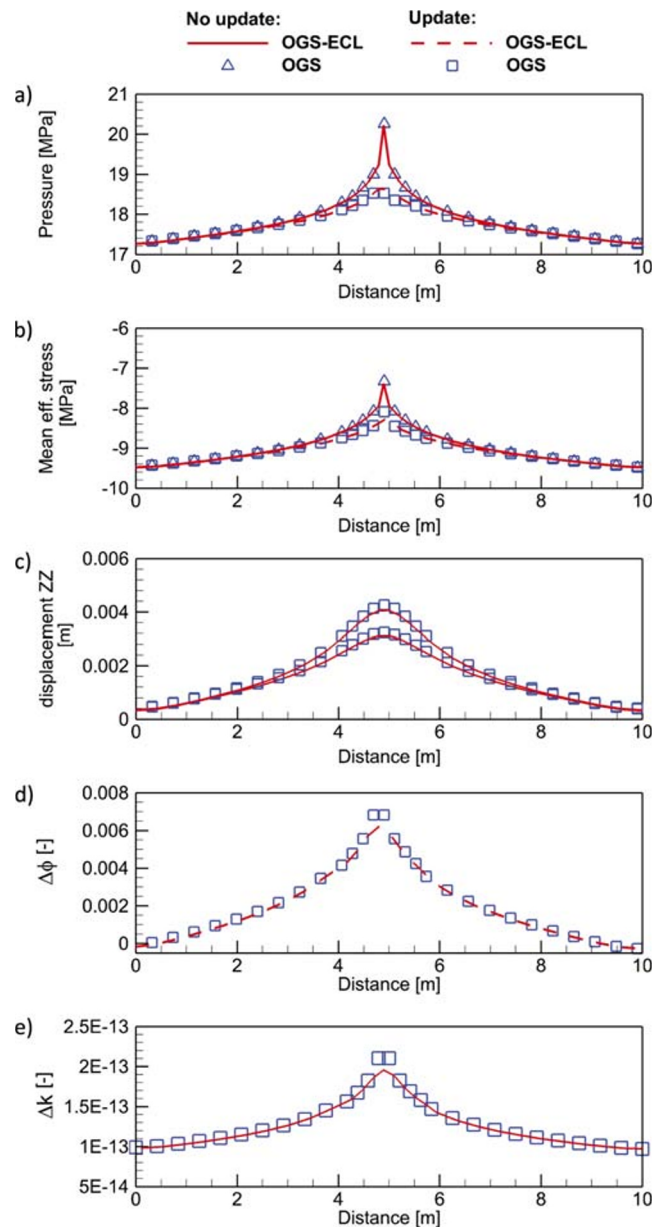 No update: Update:
OGS-ECL OGS-ECL
OGS OGS
a)
Pressure [MPa]
21
20
19
18
17
0 2 4 6 8 10
Distance [m]
b)
Mean eff. stress
[MPa]
-6
-7
-8
-9
-10
0 2 4 6 8 10
Distance [m]
c)
displacement ZZ
[m]
0.006
0.004
0.002
0
0 2 4 6 8 10
Distance [m]
d)
Δϕ [-]
0.008
0.006
0.004
0.002
0
0 2 4 6 8 10
Distance [m]
e)
Δk [-]
2.5E-13
2E-13
1.5E-13
1E-13
5E-14
0 2 4 6 8 10
Distance [m]